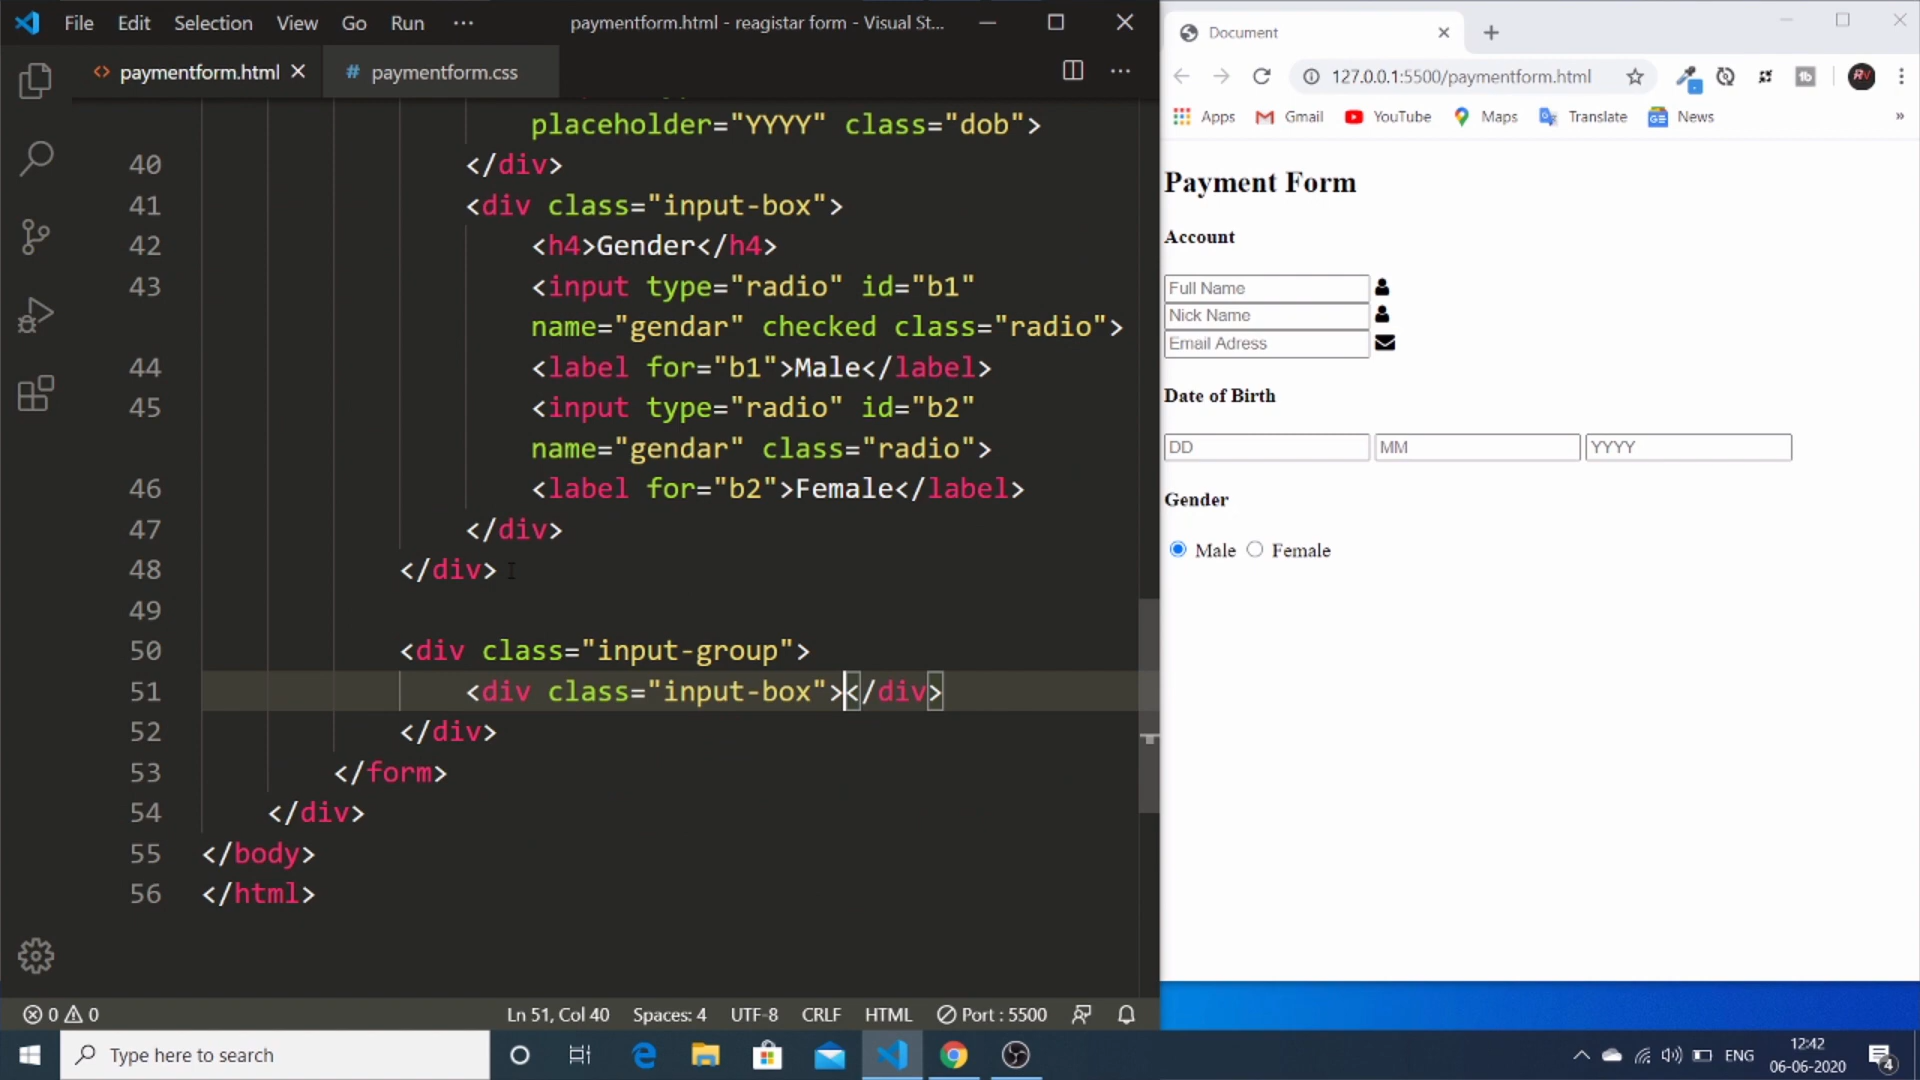 File Edit Selection View Go Run ··· paymentform.html - reagistar form - Visual St...
<> paymentform.html # paymentform.css
placeholder="YYYY" class="dob">
40 </div>
41 <div class="input-box">
42 <h4>Gender</h4>
43 <input type="radio" id="b1"
name="gendar" checked class="radio">
44 <label for="b1">Male</label>
45 <input type="radio" id="b2"
name="gendar" class="radio">
46 <label for="b2">Female</label>
47 </div>
48 </div>
49
50 <div class="input-group">
51 <div class="input-box"></div>
52 </div>
53 </form>
54 </div>
55 </body>
56 </html>
0 0 Ln 51, Col 40 Spaces: 4 UTF-8 CRLF HTML Port : 5500
Document
127.0.0.1:5500/paymentform.html
Apps Gmail YouTube Maps Translate News »
Payment Form
Account
Full Name
Nick Name
Email Adress
Date of Birth
DD MM YYYY
Gender
Male Female
Type here to search
ENG 12:42
06-06-2020
4